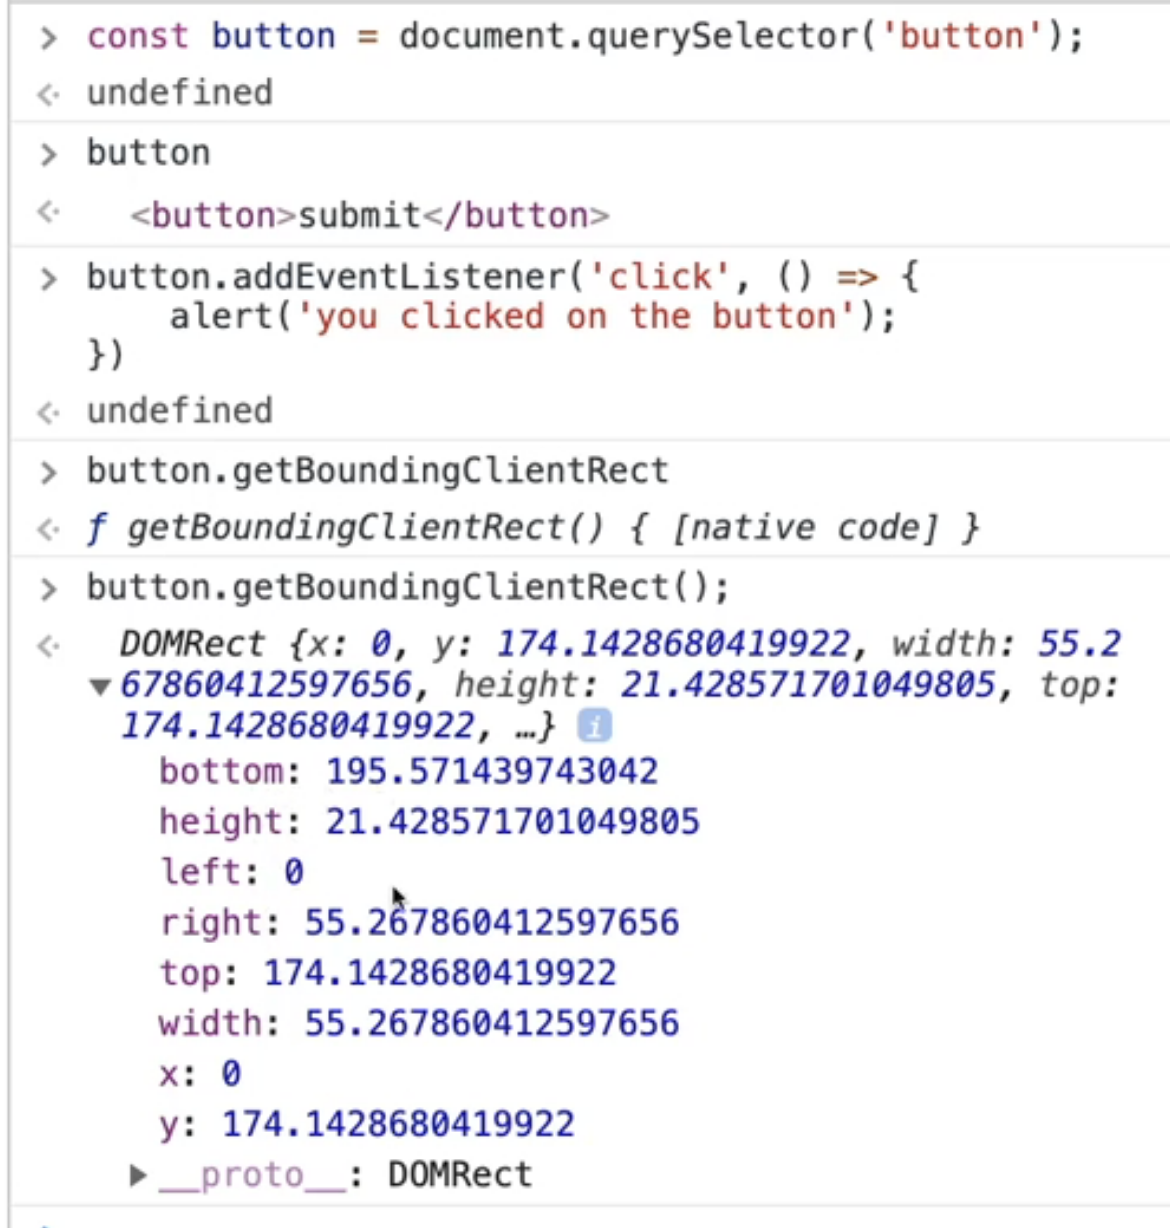 > const button = document.querySelector('button');
<· undefined
> button
<· <button>submit</button>
> button.addEventListener('click', () => {
    alert('you clicked on the button');
})
<· undefined
> button.getBoundingClientRect
<· ƒ getBoundingClientRect() { [native code] }
> button.getBoundingClientRect();
<· DOMRect {x: 0, y: 174.1428680419922, width: 55.2
▼67860412597656, height: 21.428571701049805, top:
174.1428680419922, …} i
bottom: 195.571439743042
height: 21.428571701049805
left: 0
right: 55.267860412597656
top: 174.1428680419922
width: 55.267860412597656
x: 0
y: 174.1428680419922
▶ __proto__: DOMRect